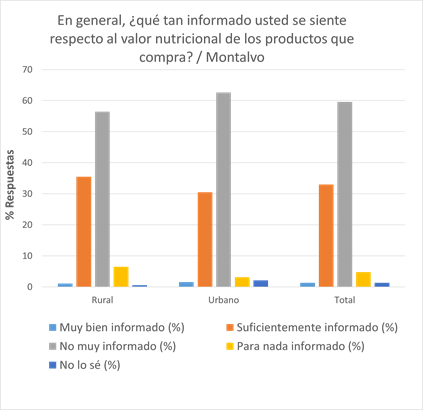 En general, ¿qué tan informado usted se siente
respecto al valor nutricional de los productos que
compra? / Montalvo
% Respuestas
70
60
50
40
30
20
10
0
Rural Urbano Total
Muy bien informado (%) Suficientemente informado (%)
No muy informado (%) Para nada informado (%)
No lo sé (%)